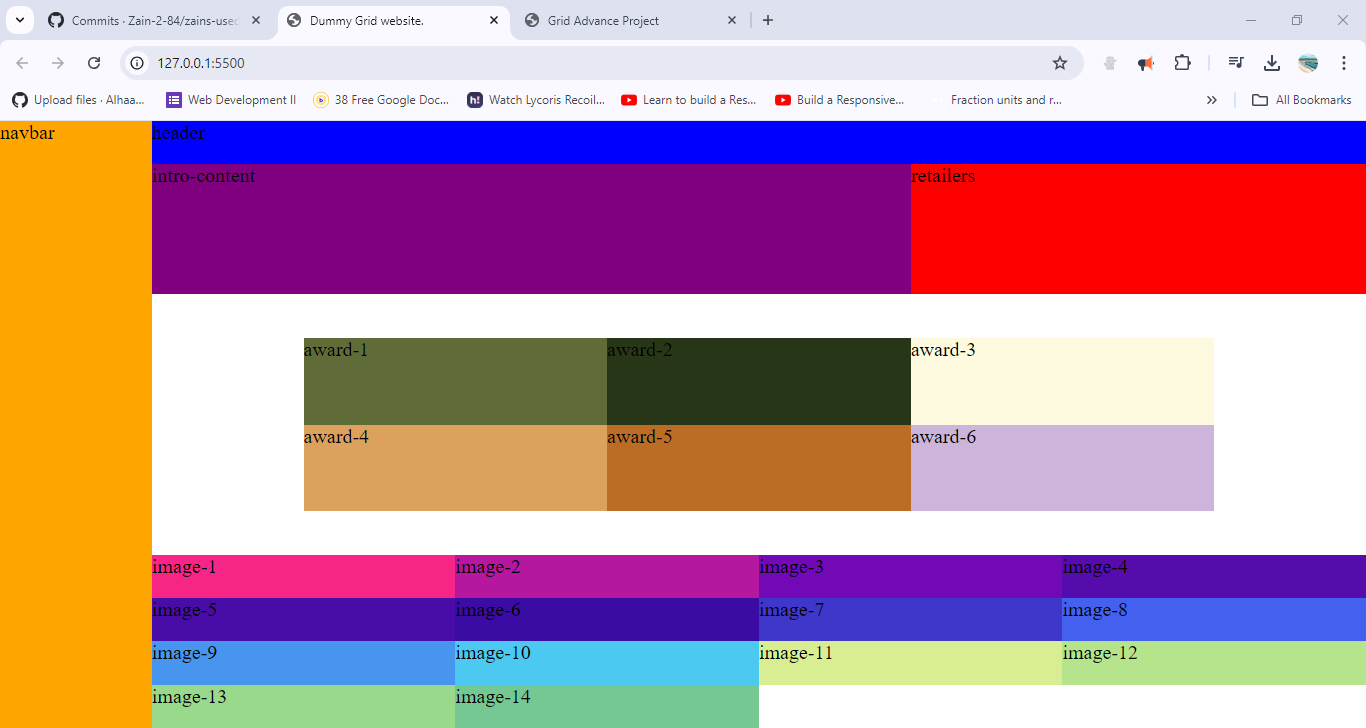 Commits · Zain-2-84/zains-usec
Dummy Grid website.
Grid Advance Project
127.0.0.1:5500
Upload files · Alhaa...
Web Development II
38 Free Google Doc...
h!
Watch Lycoris Recoil...
Learn to build a Res...
Build a Responsive...
Fraction units and r...
All Bookmarks
navbar
header
intro-content
retailers
award-1
award-2
award-3
award-4
award-5
award-6
image-1
image-2
image-3
image-4
image-5
image-6
image-7
image-8
image-9
image-10
image-11
image-12
image-13
image-14